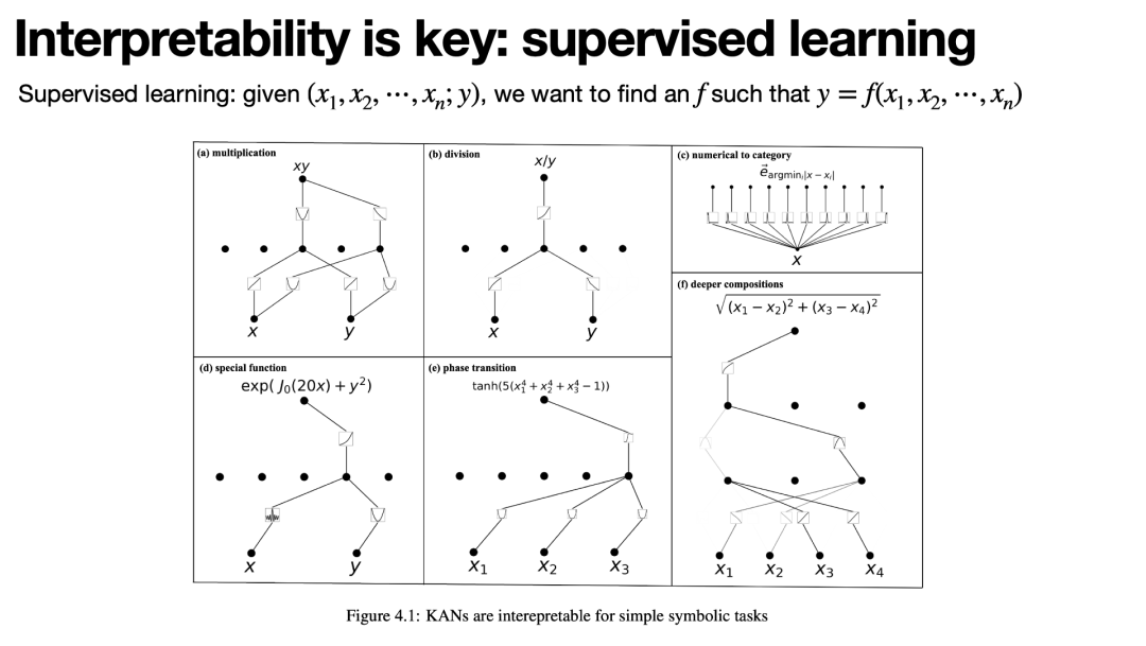 Interpretability is key: supervised learning
Supervised learning: given (x₁, x₂, ⋯, xₙ; y), we want to find an f such that y = f(x₁, x₂, ⋯, xₙ)
(a) multiplication
xy
x
y
(b) division
x/y
x
y
(c) numerical to category
e⃗argminᵢ|x − xᵢ|
x
(d) special function
exp( J₀(20x) + y²)
x
y
(e) phase transition
tanh(5(x₁⁴ + x₂⁴ + x₃⁴ − 1))
x₁
x₂
x₃
(f) deeper compositions
√(x₁ − x₂)² + (x₃ − x₄)²
x₁
x₂
x₃
x₄
Figure 4.1: KANs are interepretable for simple symbolic tasks